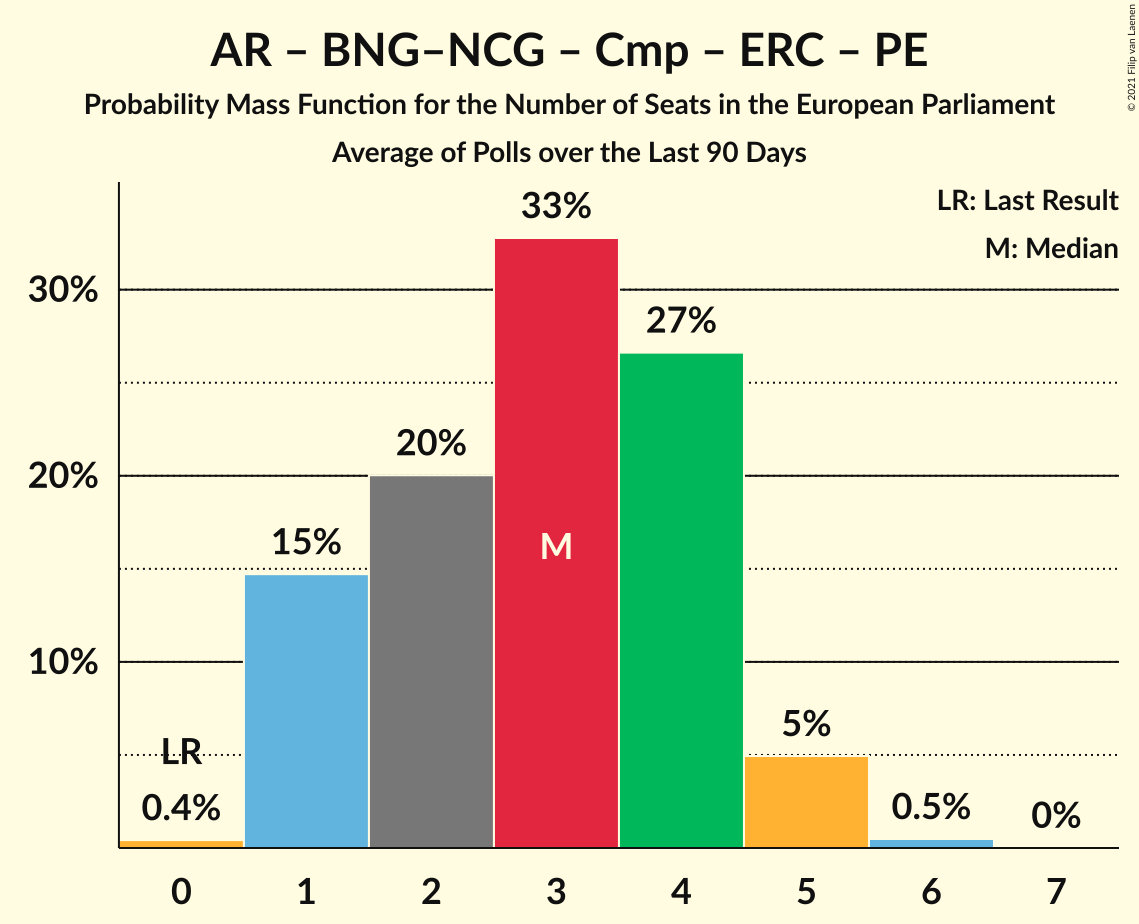 AR – BNG–NCG – Cmp – ERC – PE
Probability Mass Function for the Number of Seats in the European Parliament
Average of Polls over the Last 90 Days
© 2021 Filip van Laenen
LR: Last Result
M: Median
33%
30%
27%
20%
20%
15%
M
10%
5%
LR
0.4%
0.5%
0%
0 1 2 3 4 5 6 7